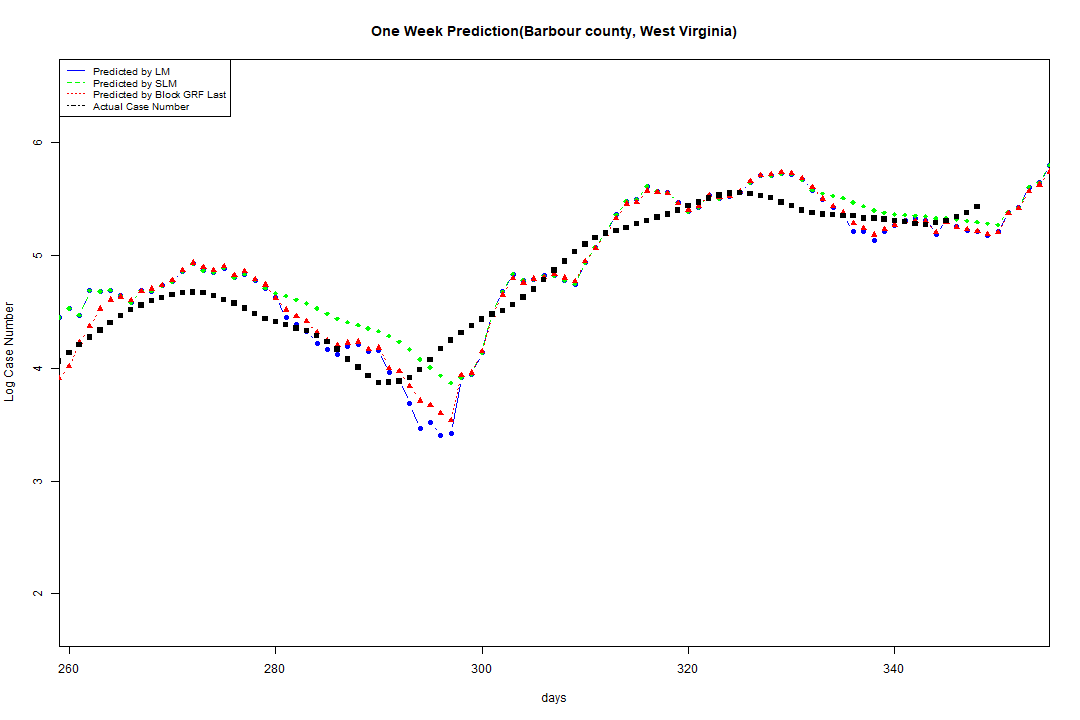 One Week Prediction(Barbour county, West Virginia)
Predicted by LM
Predicted by SLM
Predicted by Block GRF Last
Actual Case Number
6
5
4
3
2
Log Case Number
260 280 300 320 340
days